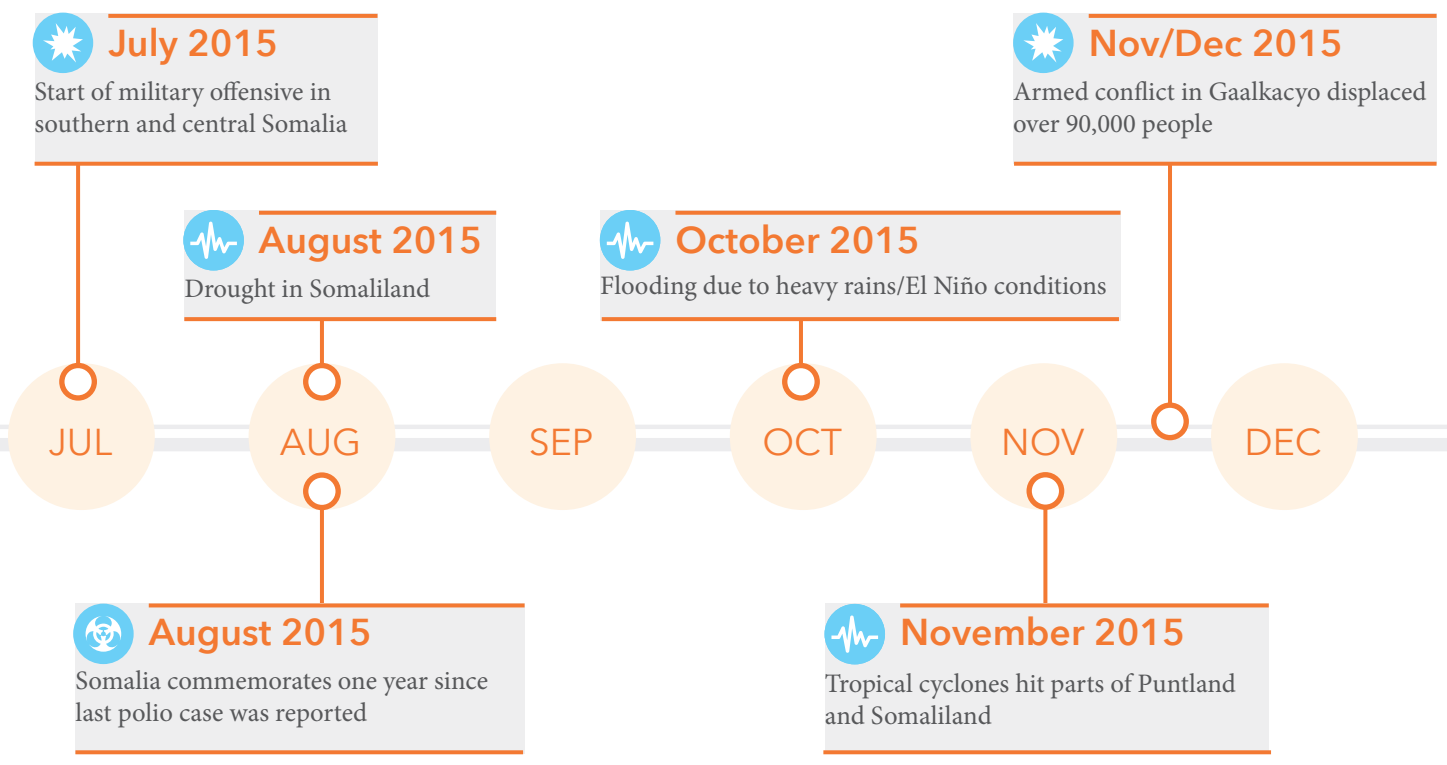 July 2015
Start of military offensive in
southern and central Somalia
Nov/Dec 2015
Armed conflict in Gaalkacyo displaced
over 90,000 people
August 2015
Drought in Somaliland
October 2015
Flooding due to heavy rains/El Niño conditions
JUL
AUG
SEP
OCT
NOV
DEC
August 2015
Somalia commemorates one year since
last polio case was reported
November 2015
Tropical cyclones hit parts of Puntland
and Somaliland